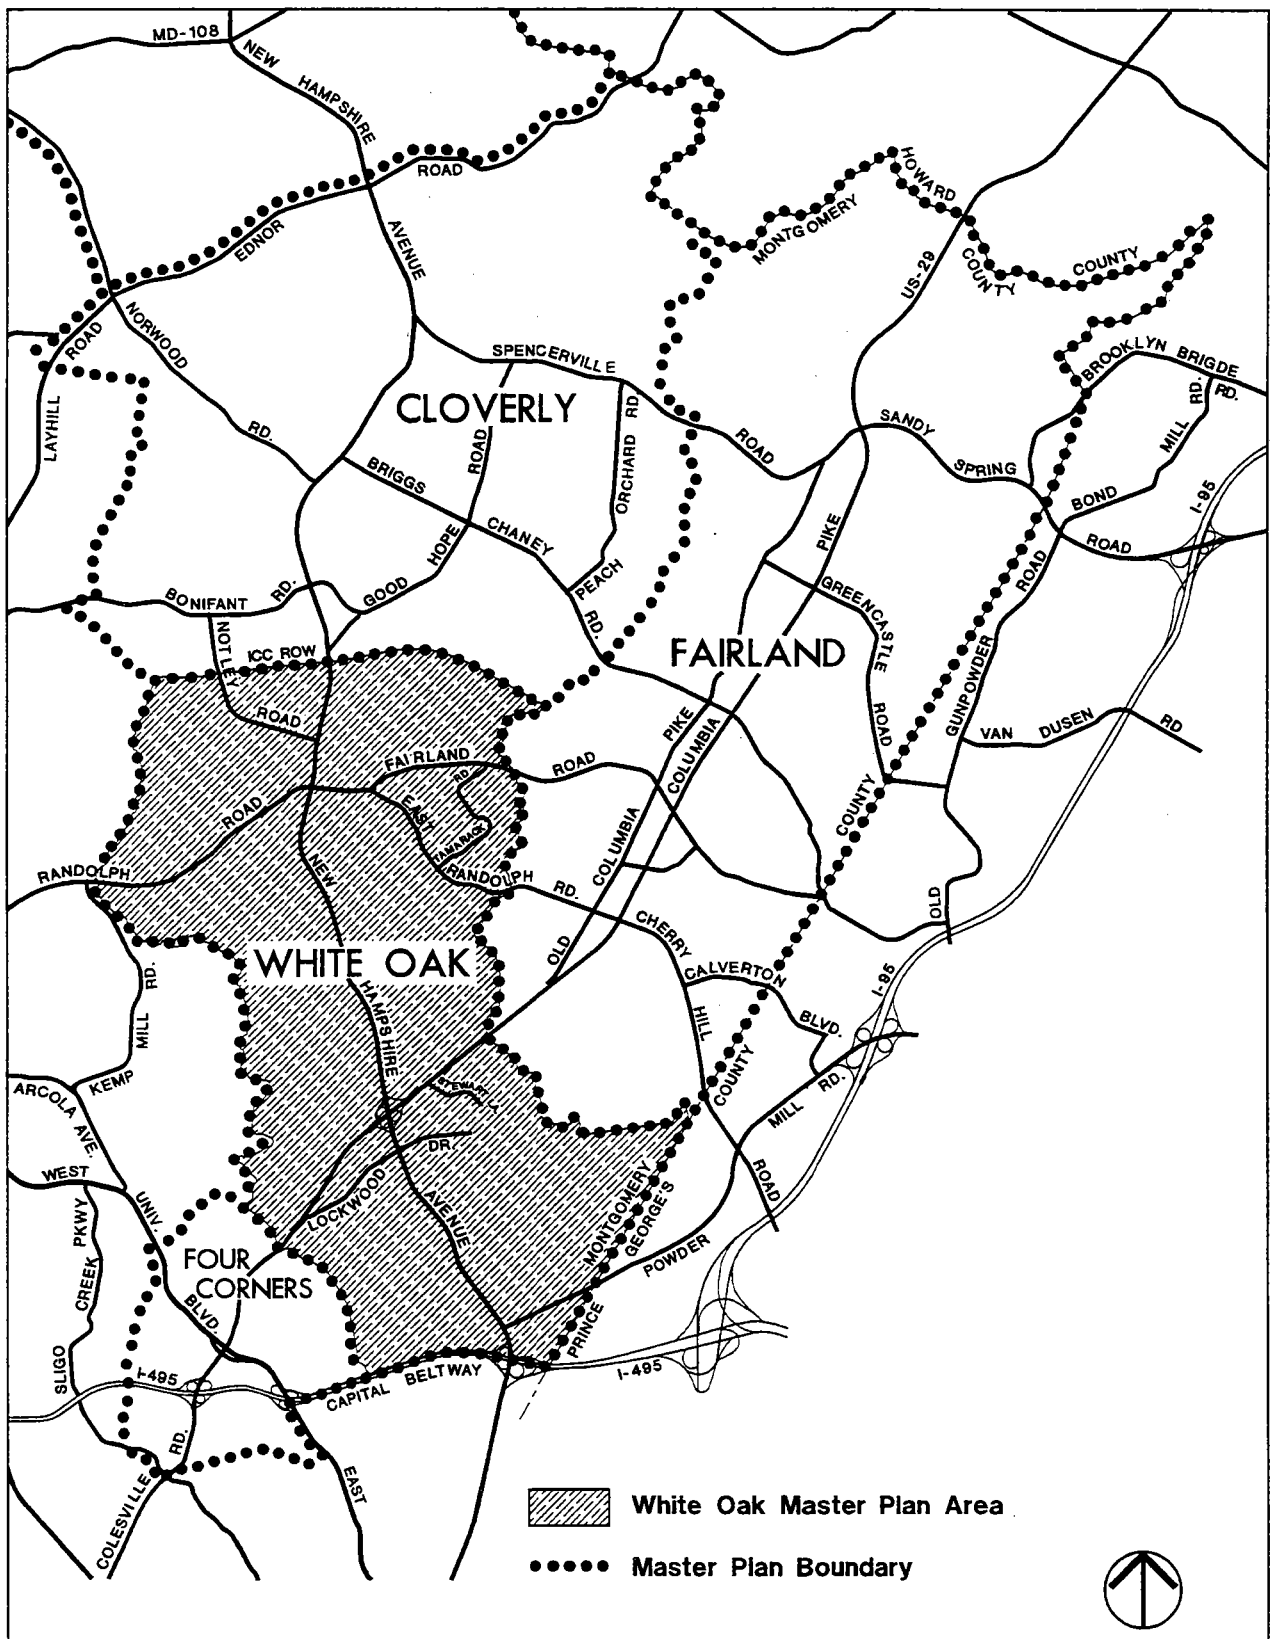 MD-108
NEW
HAMPSHIRE
ROAD
HOWARD
MONTGOMERY
EDNOR
AVENUE
COUNTY
COUNTY
US-29
NORWOOD
ROAD
BROOKLYN BRIGDE
RD.
SPENCERVILLE
CLOVERLY
RD.
RD.
LAYHILL
SANDY
MILL
RD.
ROAD
ROAD
BRIGGS
ORCHARD
SPRING
I-95
BOND
CHANEY
HOPE
PIKE
ROAD
ROAD
PEACH
GOOD
RD.
BONIFANT
GREENCASTLE
RD.
NOTLEY
ICC ROW
FAIRLAND
GUNPOWDER
ROAD
PIKE
COLUMBIA
ROAD
VAN DUSEN
RD
FAIRLAND
ROAD
RD.
ROAD
EAST
TAMARACK
COLUMBIA
COUNTY
RANDOLPH
NEW
RANDOLPH
RD.
OLD
CHERRY
WHITE OAK
OLD
CALVERTON
RD.
I-95
HAMPSHIRE
HILL
BLVD.
MILL
KEMP
ARCOLA AVE.
STEWART LA.
COUNTY
RD.
MILL
DR.
WEST
LOCKWOOD
ROAD
UNIV.
PKWY
AVENUE
MONTGOMERY
GEORGE'S
FOUR
CORNERS
POWDER
CREEK
BLVD.
PRINCE
SLIGO
I-495
CAPITAL BELTWAY
I-495
RD.
EAST
COLESVILLE
White Oak Master Plan Area
Master Plan Boundary